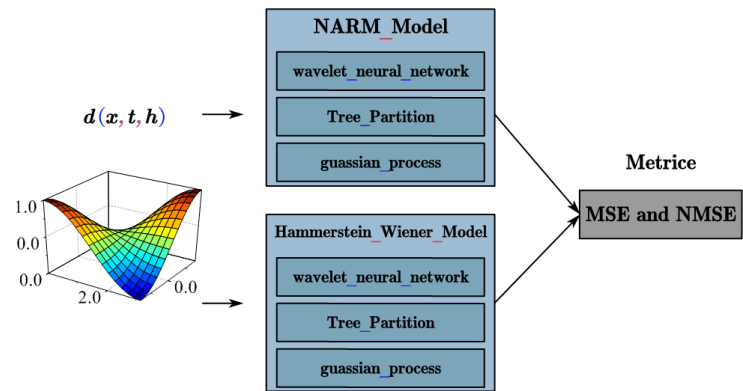 NARM_Model
wavelet_neural_network
Tree_Partition
guassian_process
d(x,t,h)
1.0
0.0
0.0
2.0
0.0
Hammerstein_Wiener_Model
wavelet_neural_network
Tree_Partition
guassian_process
Metrice
MSE and NMSE